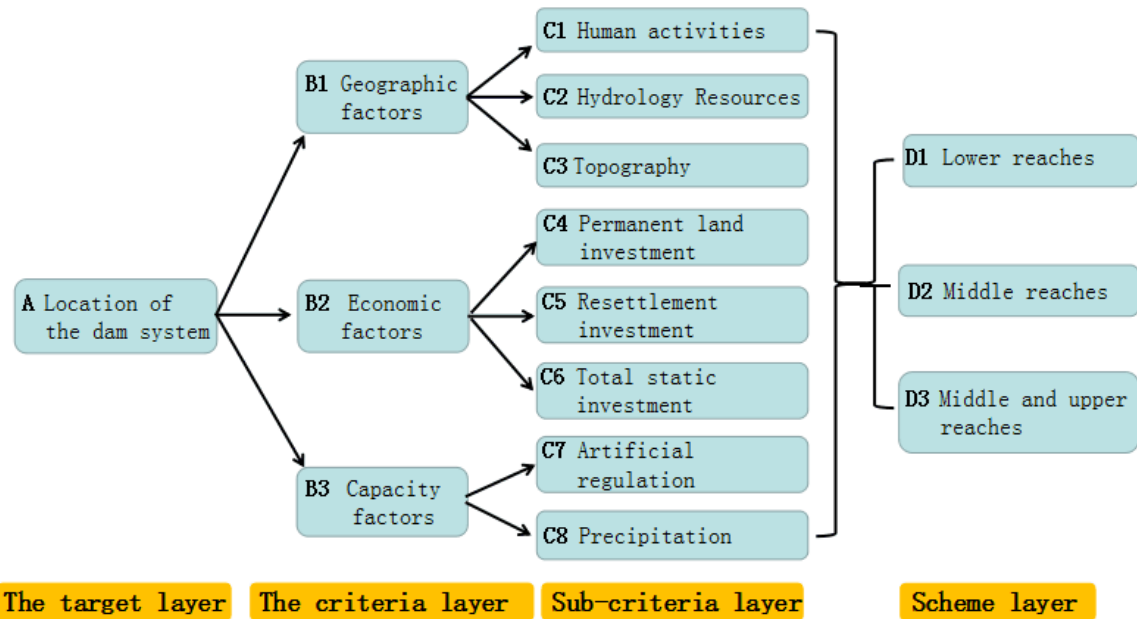 A Location of
the dam system
B1 Geographic
factors
B2 Economic
factors
B3 Capacity
factors
C1 Human activities
C2 Hydrology Resources
C3 Topography
C4 Permanent land
investment
C5 Resettlement
investment
C6 Total static
investment
C7 Artificial
regulation
C8 Precipitation
D1 Lower reaches
D2 Middle reaches
D3 Middle and upper
reaches
The target layer
The criteria layer
Sub-criteria layer
Scheme layer